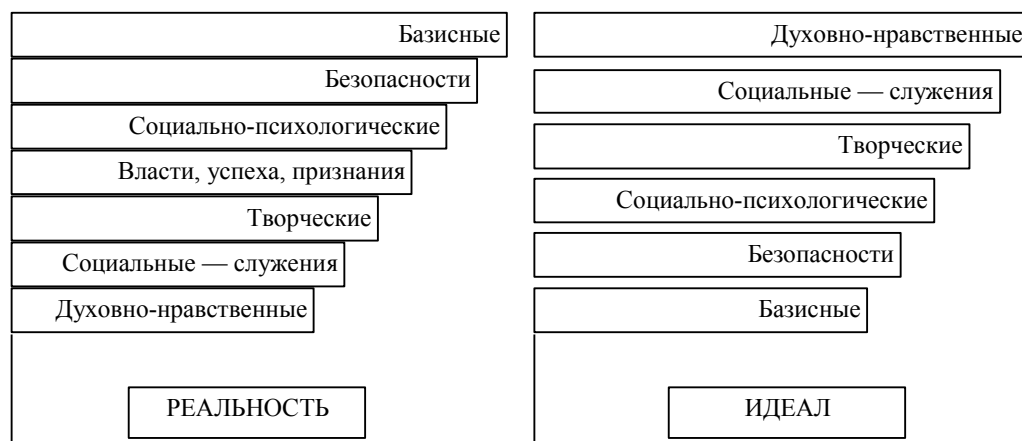 Базисные
Безопасности
Социально-психологические
Власти, успеха, признания
Творческие
Социальные — служения
Духовно-нравственные
РЕАЛЬНОСТЬ
Духовно-нравственные
Социальные — служения
Творческие
Социально-психологические
Безопасности
Базисные
ИДЕАЛ